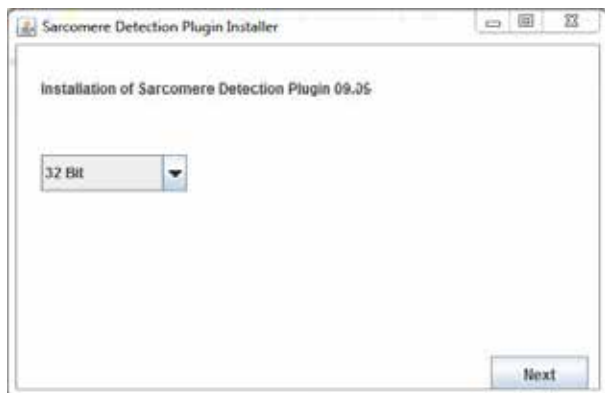 Sarcomere Detection Plugin Installer
Installation of Sarcomere Detection Plugin 09.05
32 Bit
Next